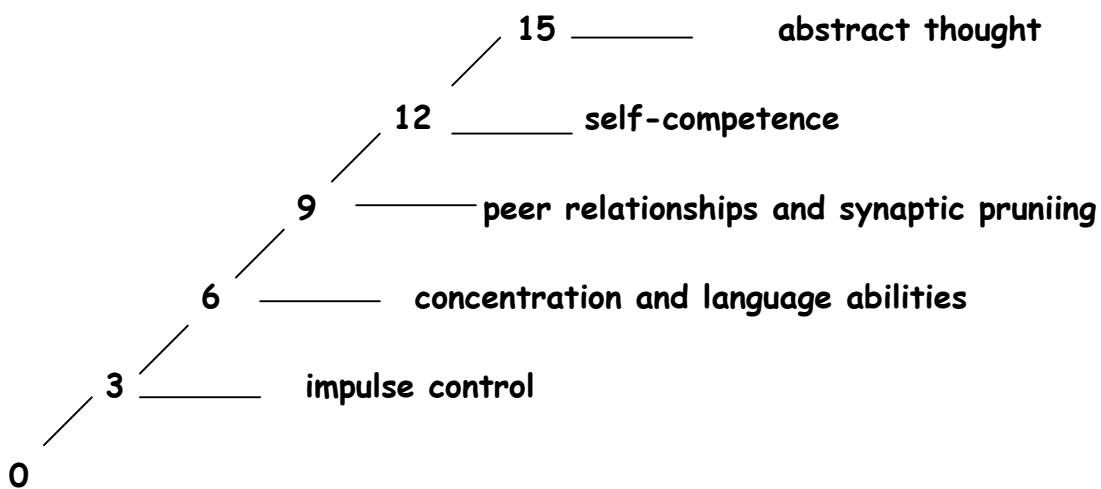 15 abstract thought
12 self-competence
9 peer relationships and synaptic pruniing
6 concentration and language abilities
3 impulse control
0